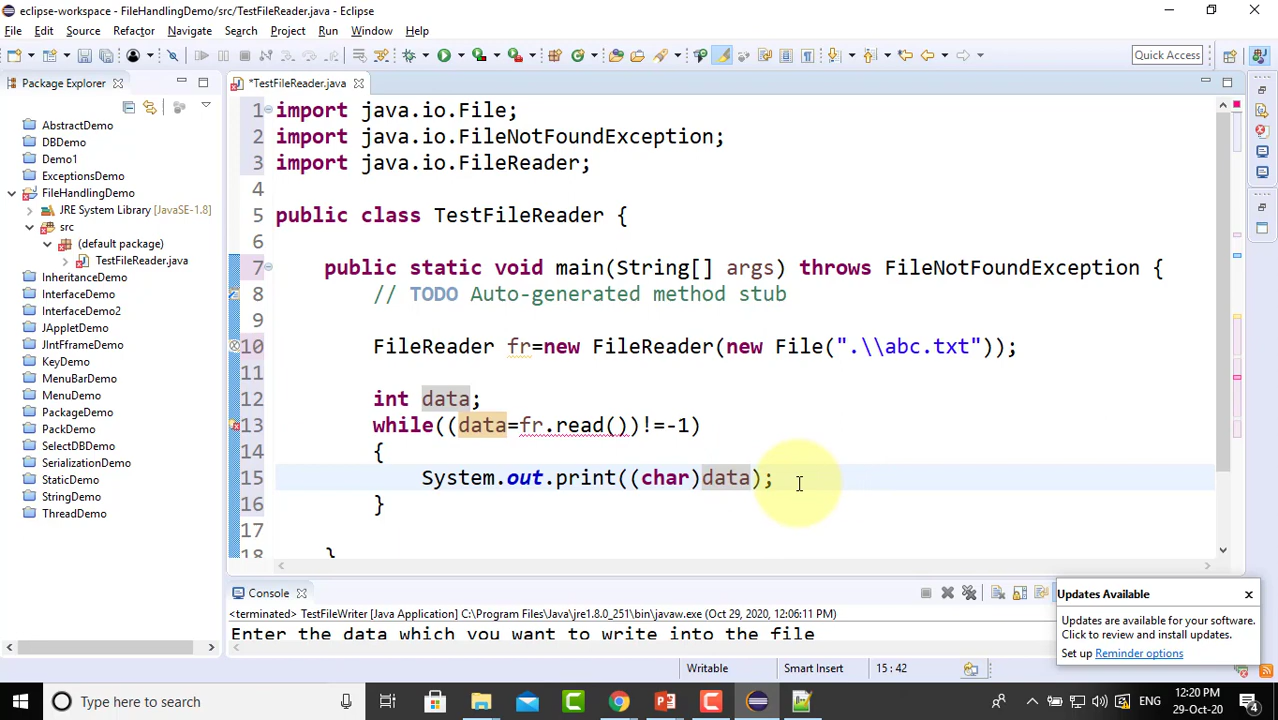 eclipse-workspace - FileHandlingDemo/src/TestFileReader.java - Eclipse
File Edit Source Refactor Navigate Search Project Run Window Help
Quick Access
Package Explorer
*TestFileReader.java
AbstractDemo
DBDemo
Demo1
ExceptionsDemo
FileHandlingDemo
JRE System Library [JavaSE-1.8]
src
(default package)
TestFileReader.java
InheritanceDemo
InterfaceDemo
InterfaceDemo2
JAppletDemo
JIntFframeDemo
KeyDemo
MenuBarDemo
MenuDemo
PackageDemo
PackDemo
SelectDBDemo
SerializationDemo
StaticDemo
StringDemo
ThreadDemo
1 import java.io.File;
2 import java.io.FileNotFoundException;
3 import java.io.FileReader;
4
5 public class TestFileReader {
6
7 public static void main(String[] args) throws FileNotFoundException {
8 // TODO Auto-generated method stub
9
10 FileReader fr=new FileReader(new File(".\\abc.txt"));
11
12 int data;
13 while((data=fr.read())!=-1)
14 {
15 System.out.print((char)data);
16 }
17
18 }
Console
<terminated> TestFileWriter [Java Application] C:\Program Files\Java\jre1.8.0_251\bin\javaw.exe (Oct 29, 2020, 12:06:11 PM)
Enter the data which you want to write into the file
Updates Available
Updates are available for your software.
Click to review and install updates.
Set up Reminder options
Writable Smart Insert 15 : 42
Type here to search
ENG
12:20 PM
29-Oct-20
4